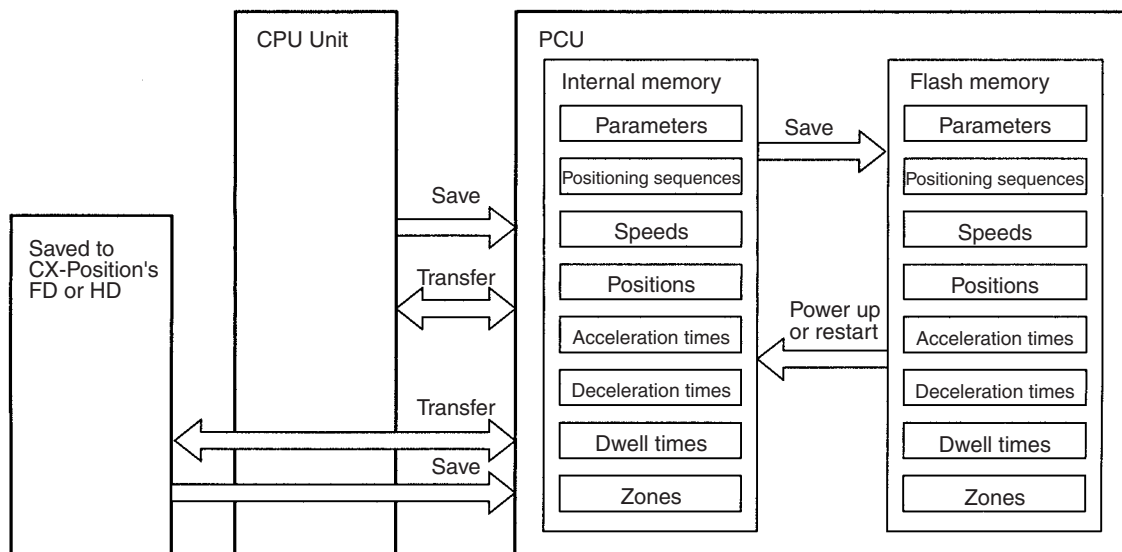 CPU Unit
PCU
Internal memory
Flash memory
Parameters
Save
Parameters
Positioning sequences
Positioning sequences
Save
Speeds
Speeds
Saved to
CX-Position's
FD or HD
Transfer
Positions
Positions
Power up
or restart
Acceleration times
Acceleration times
Deceleration times
Deceleration times
Transfer
Dwell times
Dwell times
Save
Zones
Zones